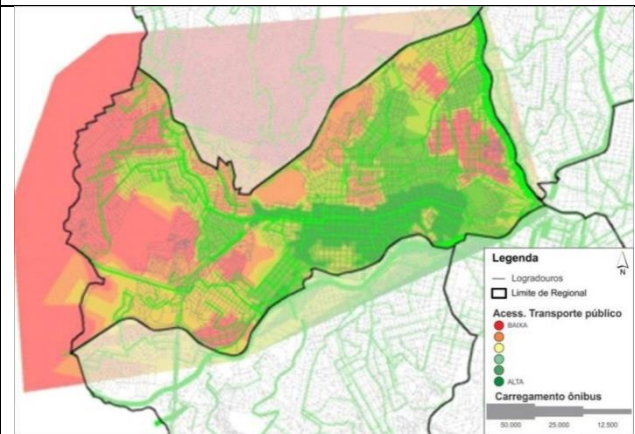 Legenda
N
Logradouros
Limite de Regional
Acess. Transporte público
BAIXA
ALTA
Carregamento ônibus
50.000 25.000 12.500